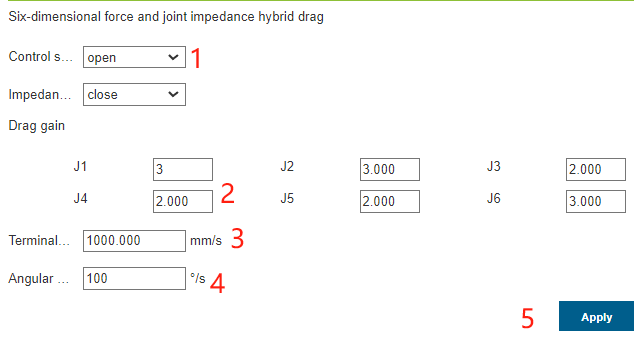 Six-dimensional force and joint impedance hybrid drag
Control s... open 1
Impedan... close
Drag gain
J1 3 J2 3.000 J3 2.000
J4 2.000 2 J5 2.000 J6 3.000
Terminal... 1000.000 mm/s 3
Angular ... 100 °/s 4
5 Apply